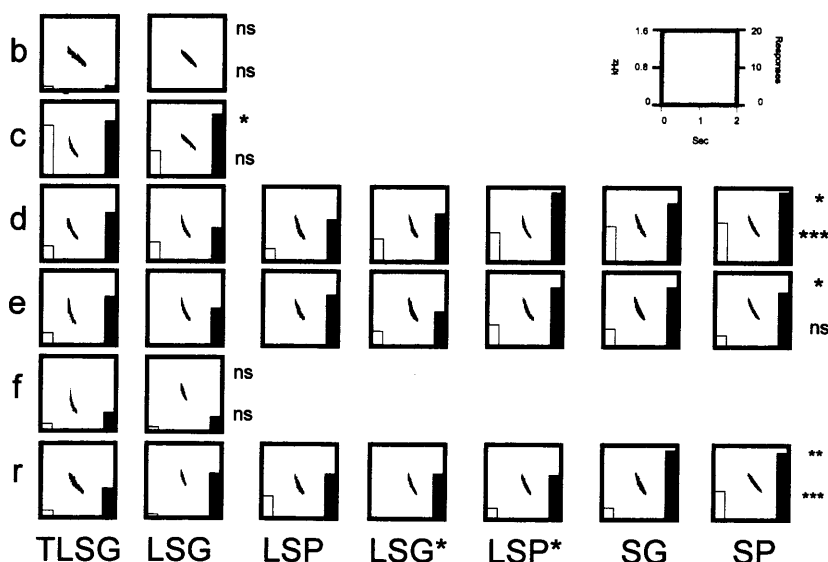 b ns
ns
c *
ns
d *
***
e *
ns
f ns
ns
r **
***
TLSG LSG LSP LSG* LSP* SG SP
1.6 20
kHz 0.8 10 Responses
0 0
0 1 2
Sec